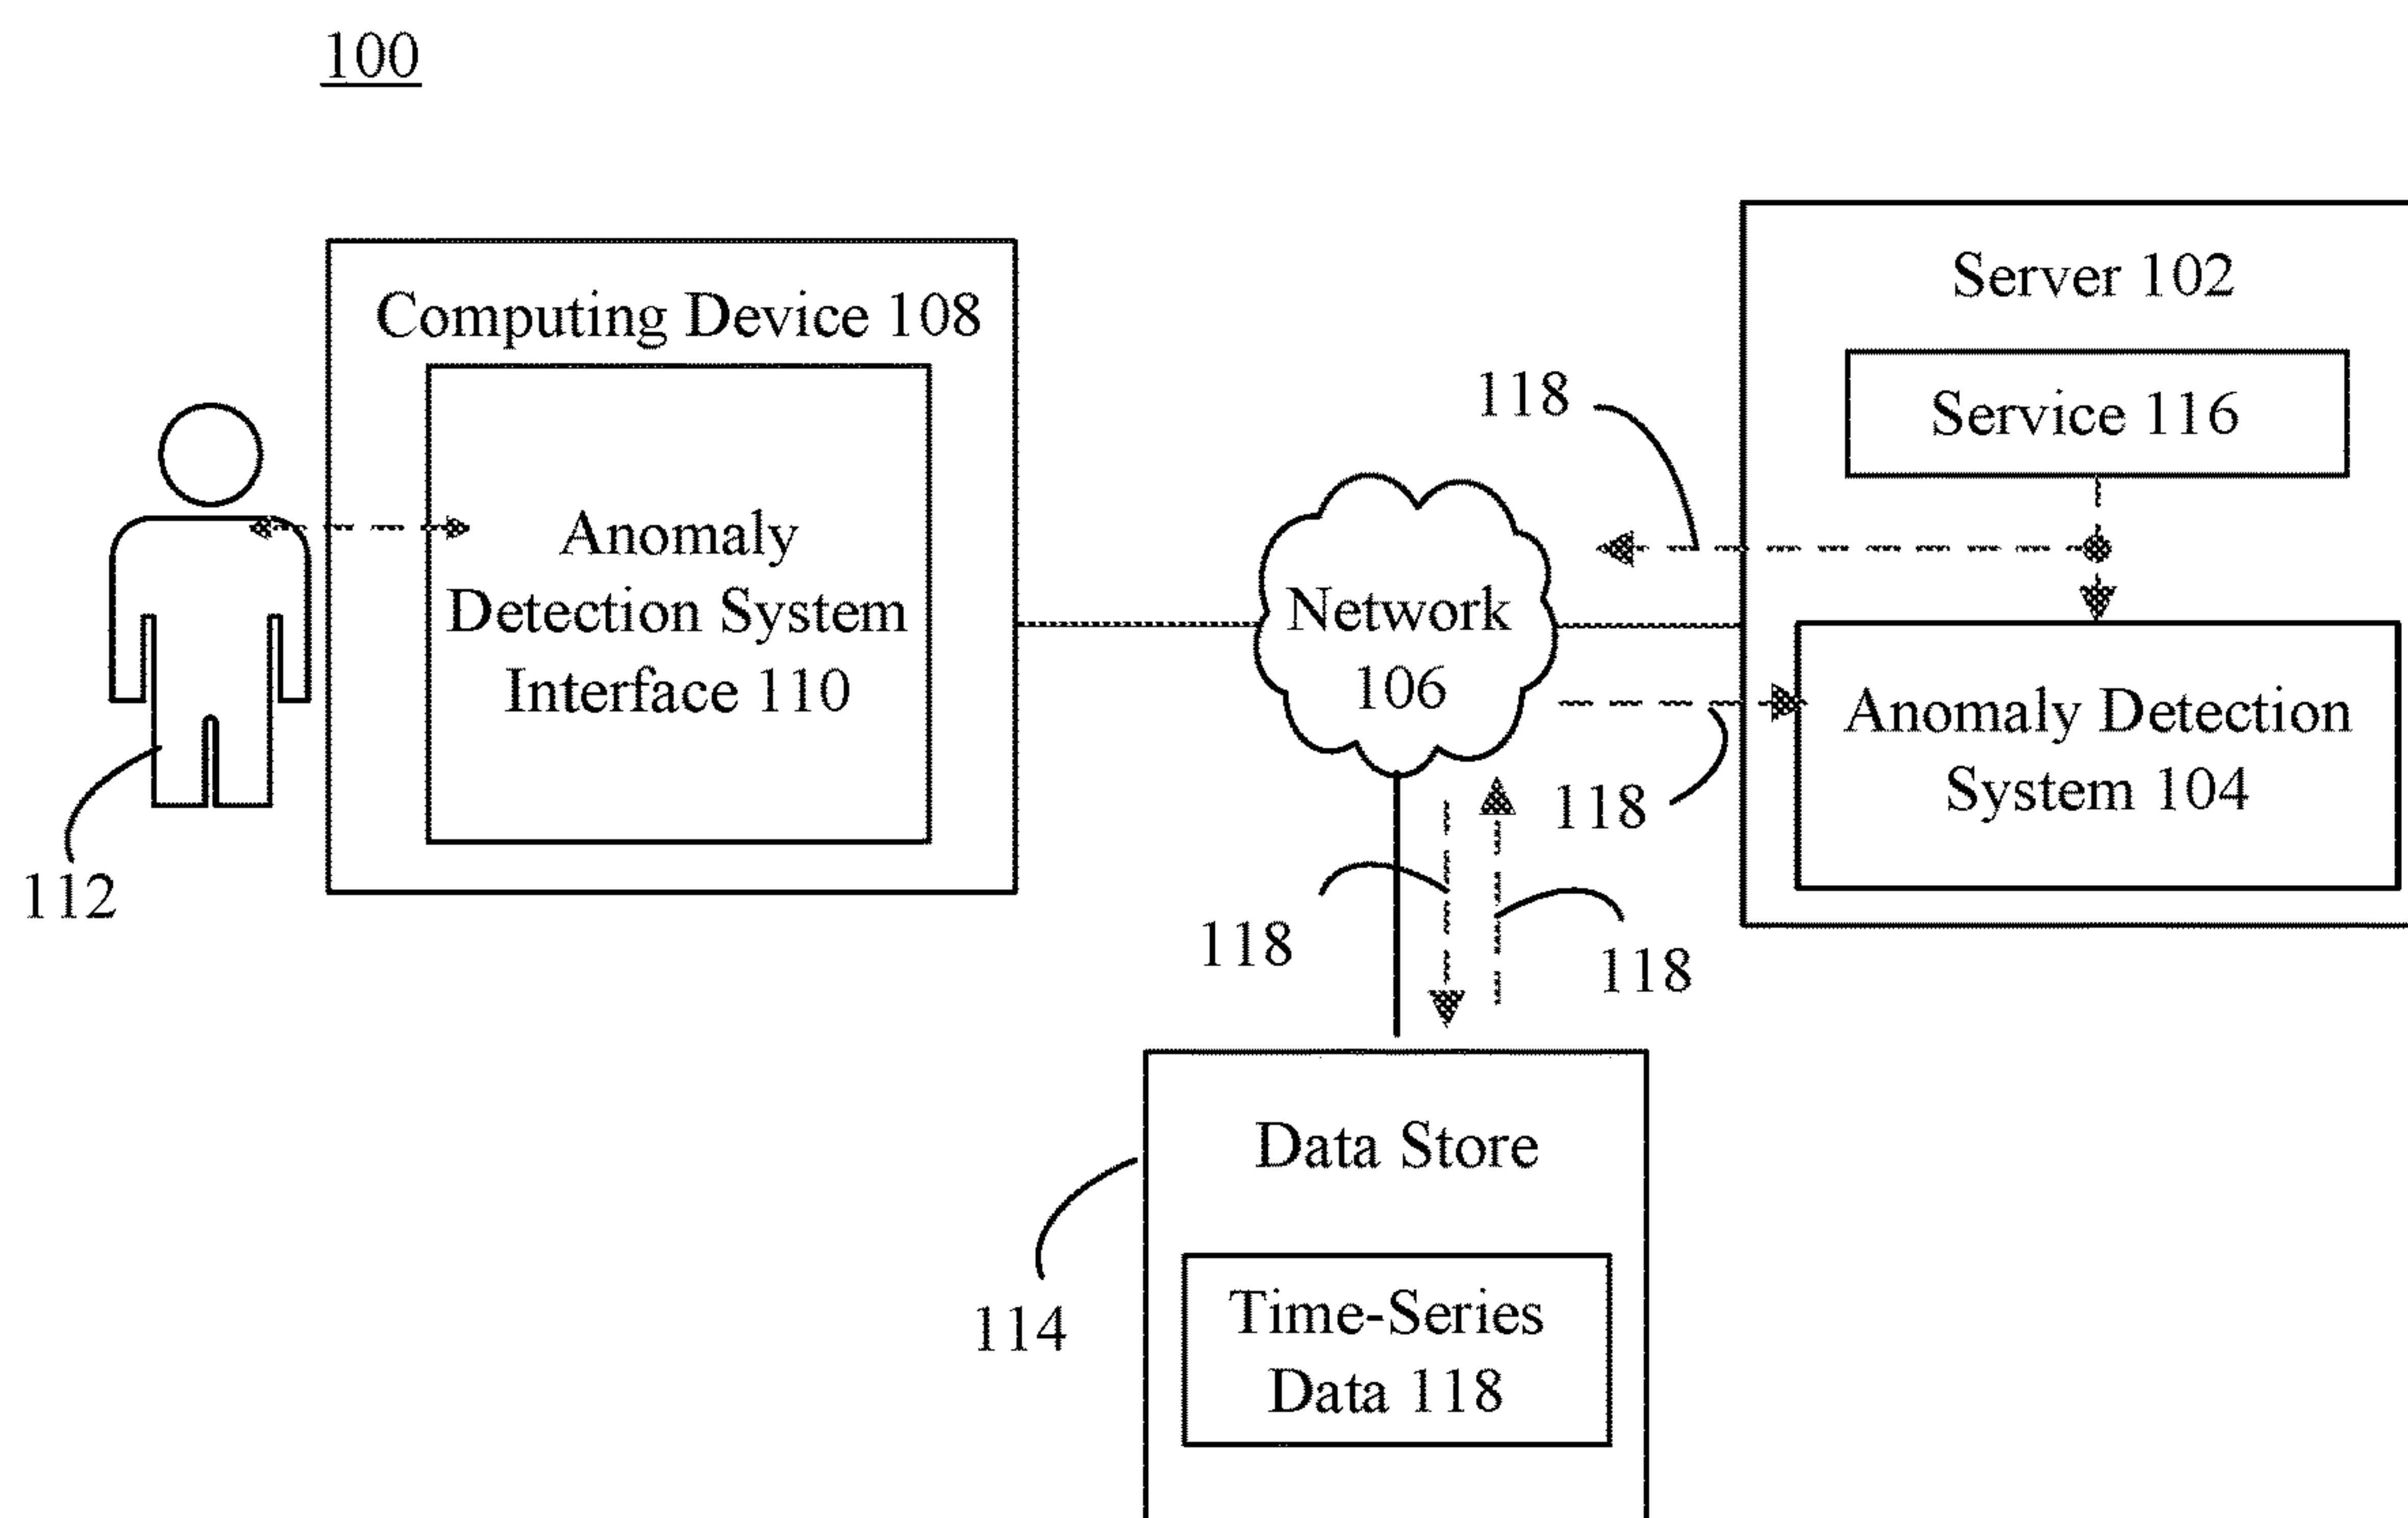 100
Computing Device 108
Anomaly
Detection System
Interface 110
112
Network
106
Server 102
Service 116
118
Anomaly Detection
System 104
118
118
118
Data Store
114
Time-Series
Data 118